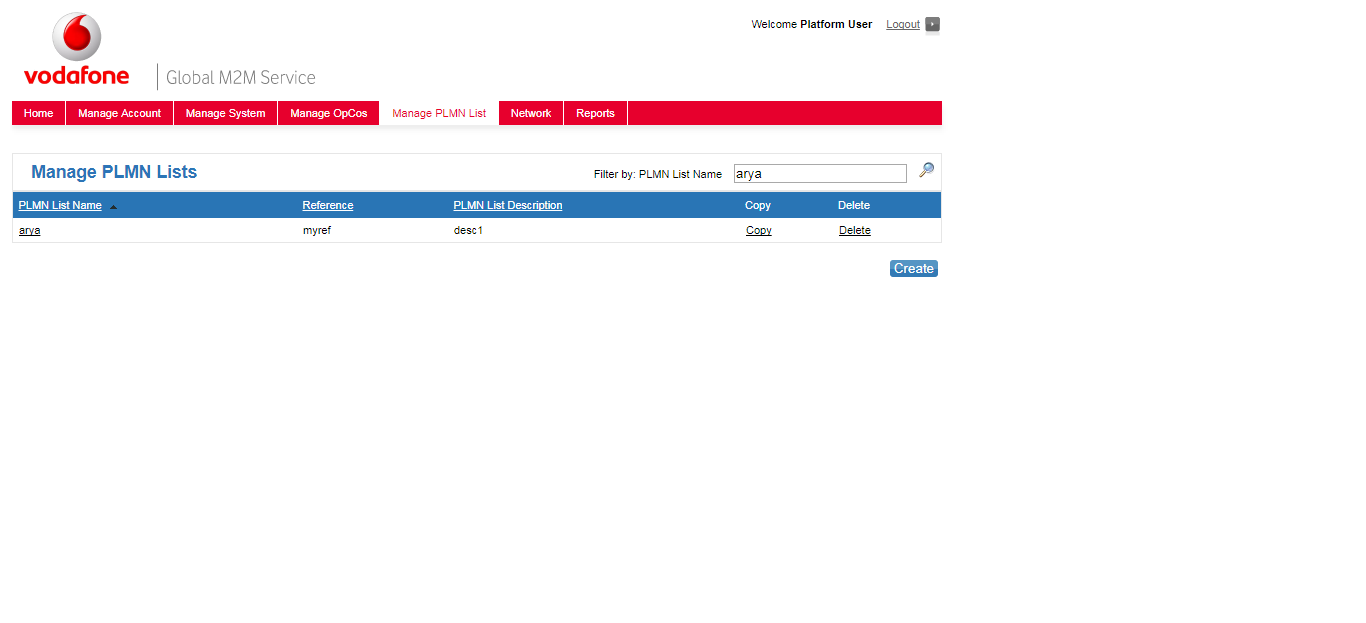 Welcome Platform User Logout
vodafone
Global M2M Service
Home Manage Account Manage System Manage OpCos Manage PLMN List Network Reports
Manage PLMN Lists Filter by: PLMN List Name arya
PLMN List Name Reference PLMN List Description Copy Delete
arya myref desc1 Copy Delete
Create